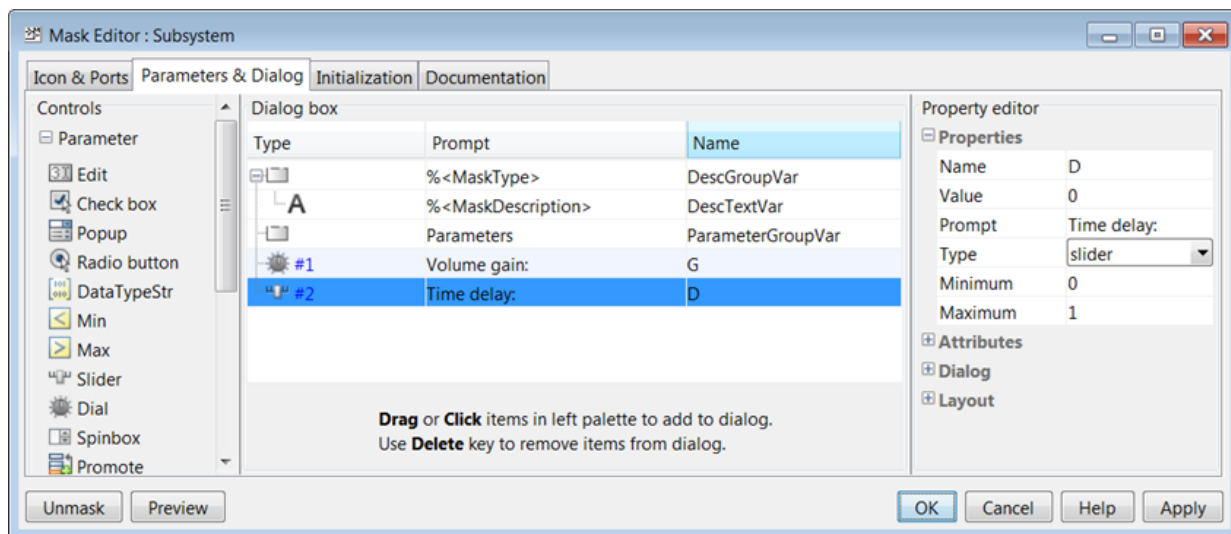 Mask Editor : Subsystem
Icon & Ports Parameters & Dialog Initialization Documentation
Controls
Parameter
Edit
Check box
Popup
Radio button
DataTypeStr
Min
Max
Slider
Dial
Spinbox
Promote
Dialog box
Type Prompt Name
%<MaskType> DescGroupVar
A %<MaskDescription> DescTextVar
Parameters ParameterGroupVar
#1 Volume gain: G
#2 Time delay: D
Drag or Click items in left palette to add to dialog.
Use Delete key to remove items from dialog.
Property editor
Properties
Name D
Value 0
Prompt Time delay:
Type slider
Minimum 0
Maximum 1
Attributes
Dialog
Layout
Unmask Preview OK Cancel Help Apply